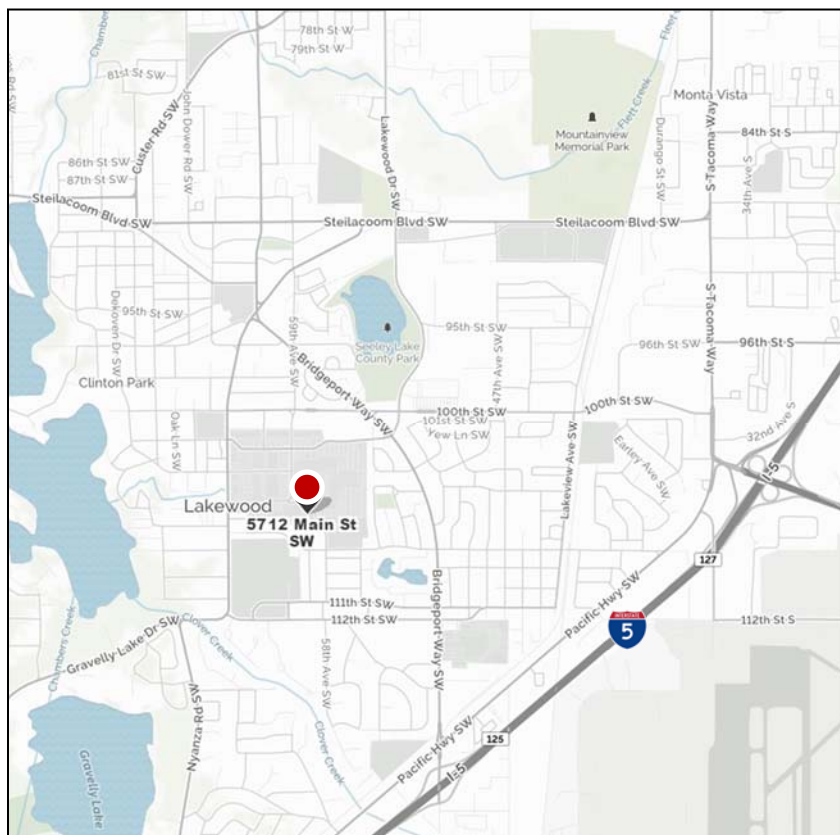 Chambers
78th St W
79th St W
Fleet
Flett Creek
Monta Vista
81st St SW
Custer Rd SW
John Dower Rd SW
Lakewood Dr SW
Mountainview
Memorial Park
Durango St SW
S Tacoma Way
84th St S
34th Ave S
86th St SW
87th St SW
Steilacoom Blvd SW
Steilacoom Blvd SW
Steilacoom Blvd SW
Dekoven Dr SW
95th St SW
59th Ave SW
Seeley Lake
County Park
95th St SW
47th Ave SW
S Tacoma Way
96th St SW
96th St S
Clinton Park
Bridgeport Way SW
Oak Ln SW
100th St SW
100th St SW
101st St SW
Yew Ln SW
Earley Ave SW
32nd Ave S
I-5
Lakeview Ave SW
Lakewood
5712 Main St
SW
127
Bridgeport Way SW
Pacific Hwy SW
INTERSTATE
5
111th St SW
112th St SW
112th St S
Chambers Creek
Clover Creek
Gravelly Lake Dr SW
58th Ave SW
Nyanza Rd SW
Clover Creek
Gravelly Lake
Pacific Hwy SW
125
I-5